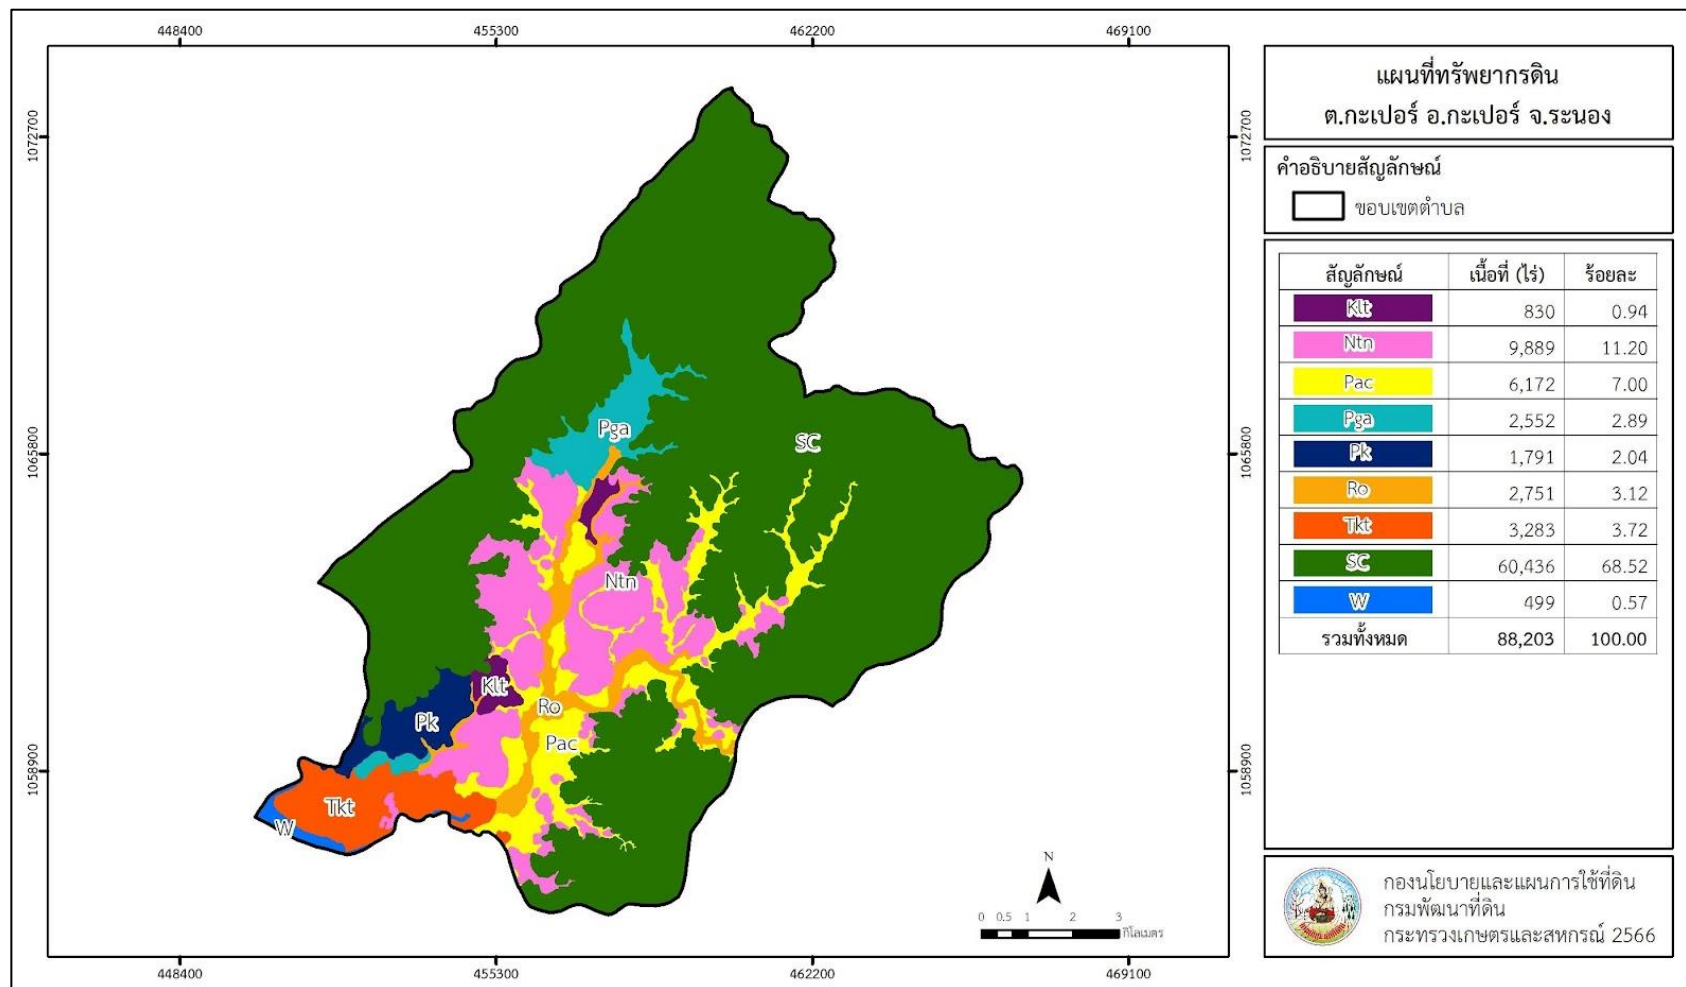 448400 455300 462200 469100
แผนที่ทรัพยากรดิน
ต.กะเปอร์ อ.กะเปอร์ จ.ระนอง
คำอธิบายสัญลักษณ์
ขอบเขตตำบล
สัญลักษณ์ เนื้อที่ (ไร่) ร้อยละ
Klt 830 0.94
Ntn 9,889 11.20
Pac 6,172 7.00
Pga 2,552 2.89
Pk 1,791 2.04
Ro 2,751 3.12
Tkt 3,283 3.72
SC 60,436 68.52
W 499 0.57
รวมทั้งหมด 88,203 100.00
กองนโยบายและแผนการใช้ที่ดิน
กรมพัฒนาที่ดิน
กระทรวงเกษตรและสหกรณ์ 2566
1072700 1072700
1065800 1065800
1058900 1058900
Pga
SC
Ntn
Klt
Ro
Pk
Pac
Tkt
W
N
0 0.5 1 2 3
กิโลเมตร
448400 455300 462200 469100